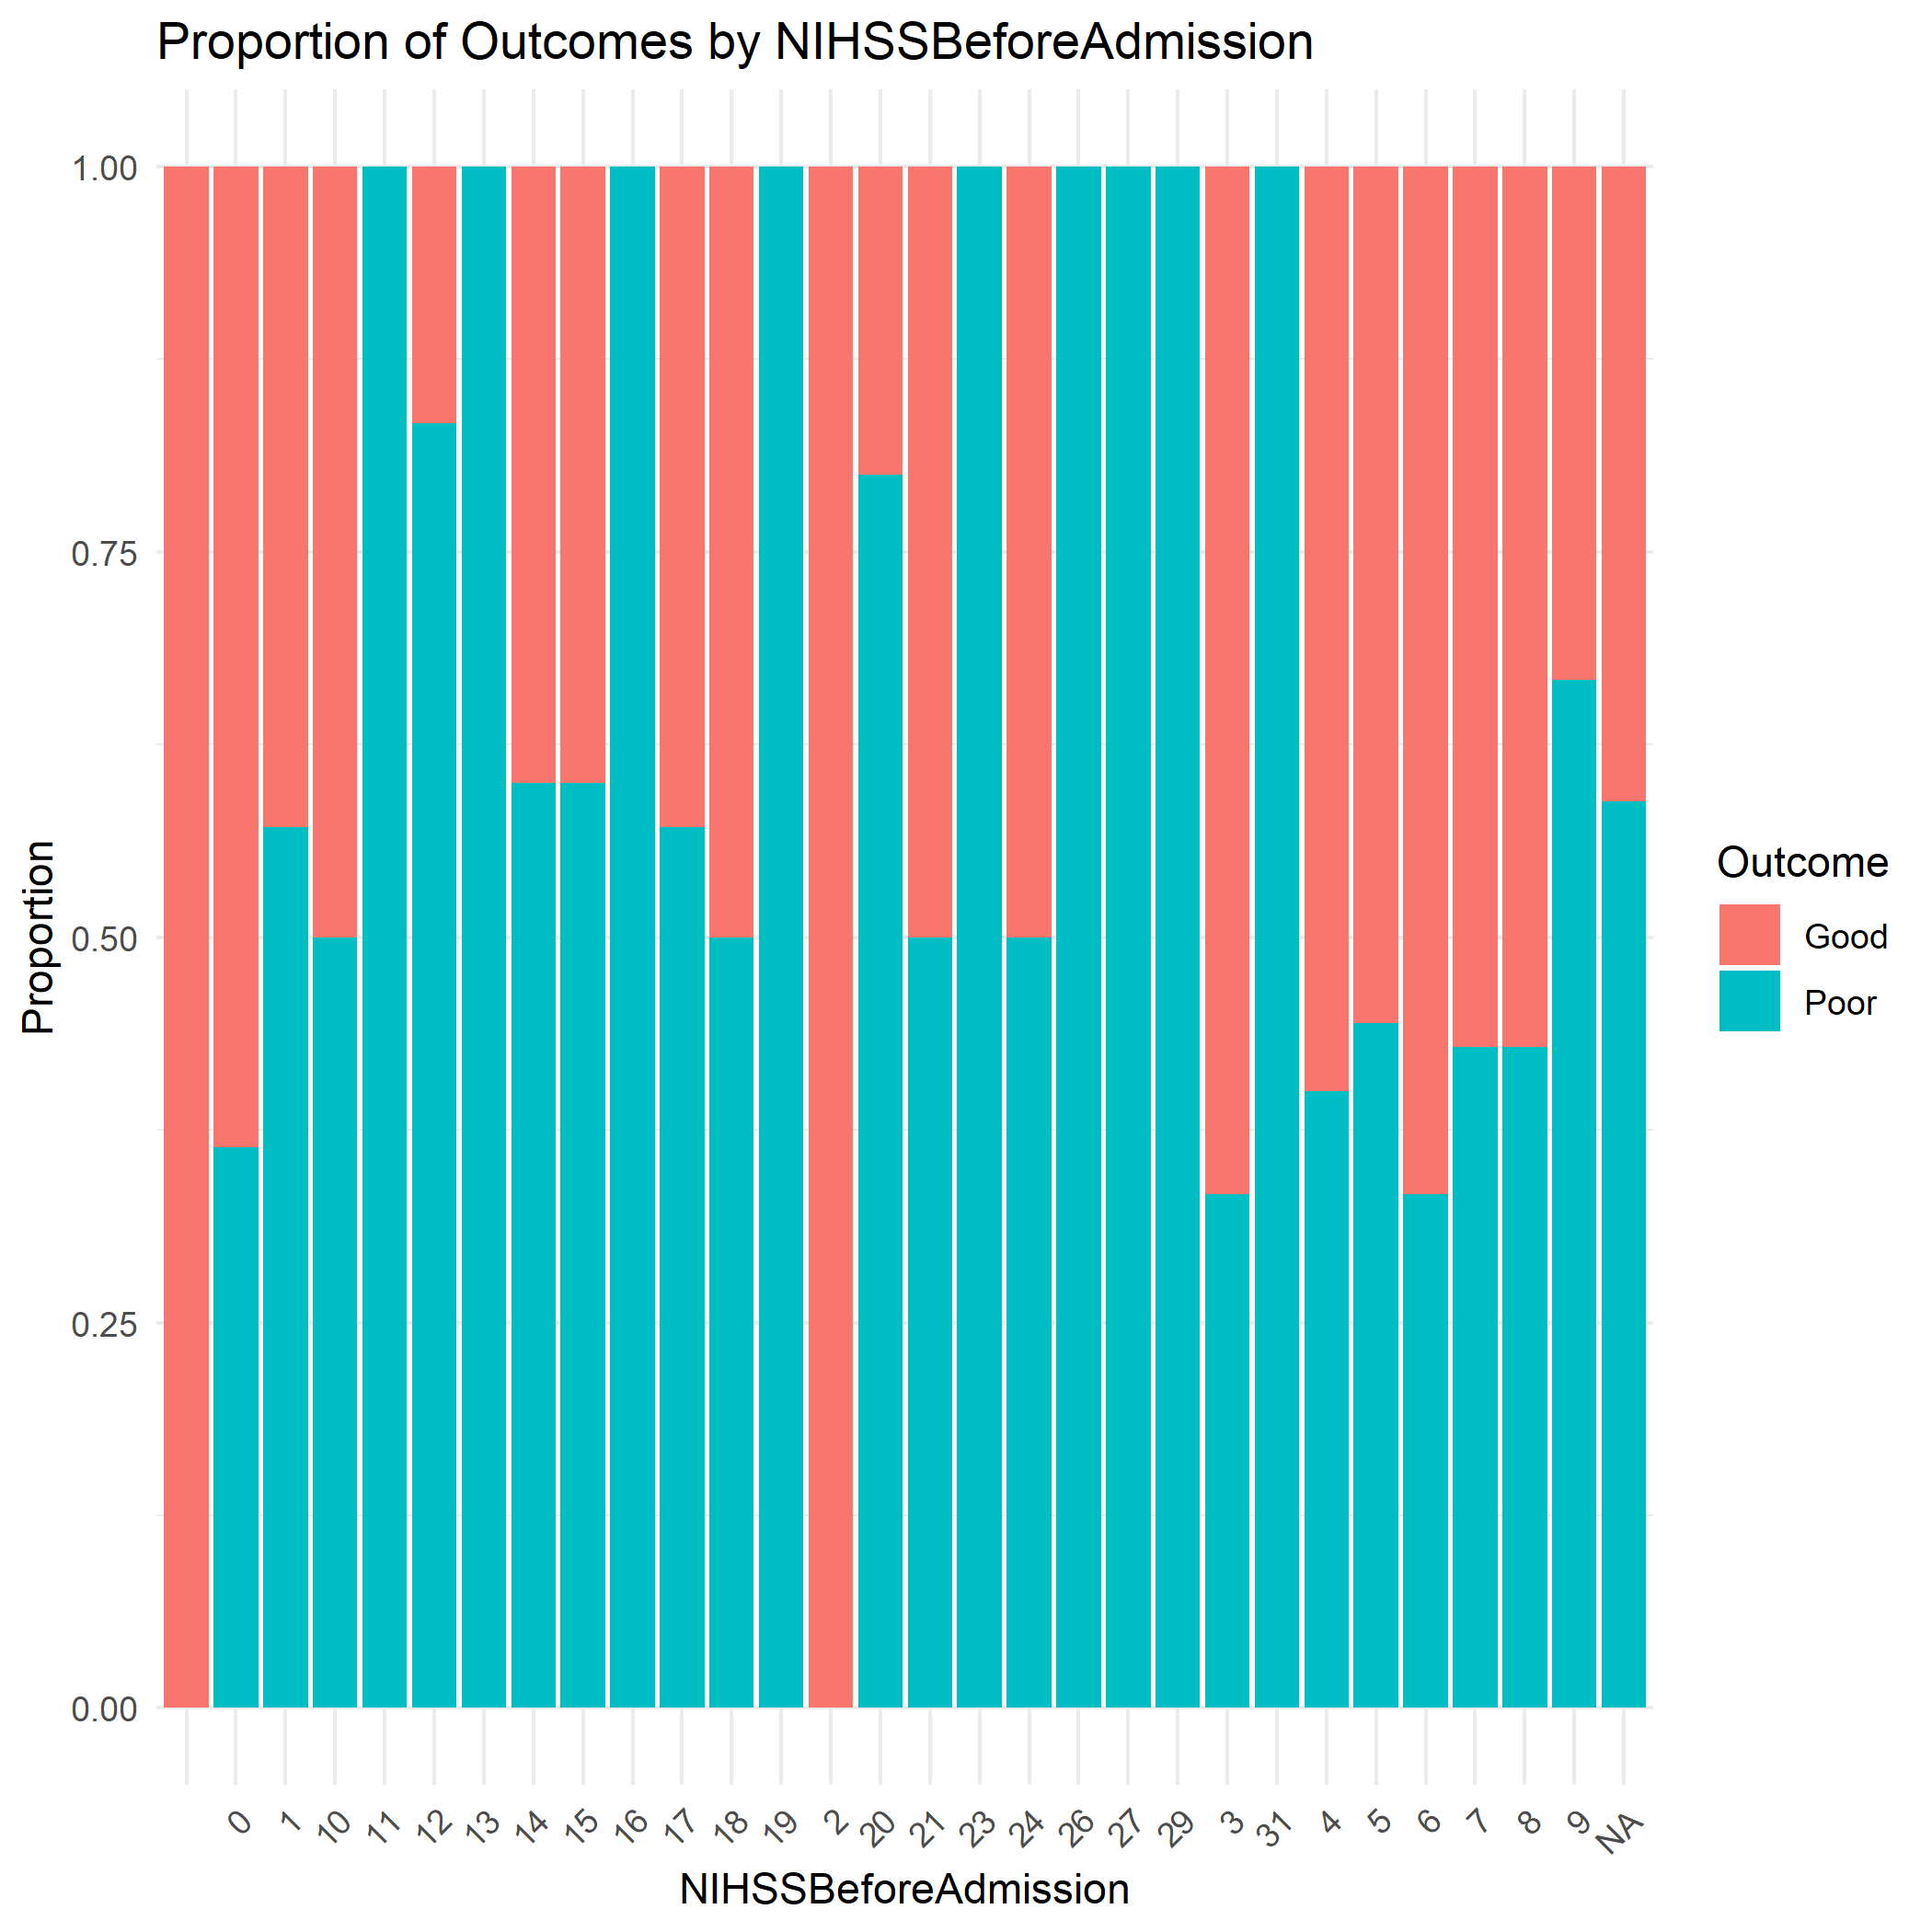 Proportion of Outcomes by NIHSSBeforeAdmission
1.00
0.75
0.50
0.25
0.00
Proportion
0 1 10 11 12 13 14 15 16 17 18 19 2 20 21 23 24 26 27 29 3 31 4 5 6 7 8 9 NA
NIHSSBeforeAdmission
Outcome
Good
Poor